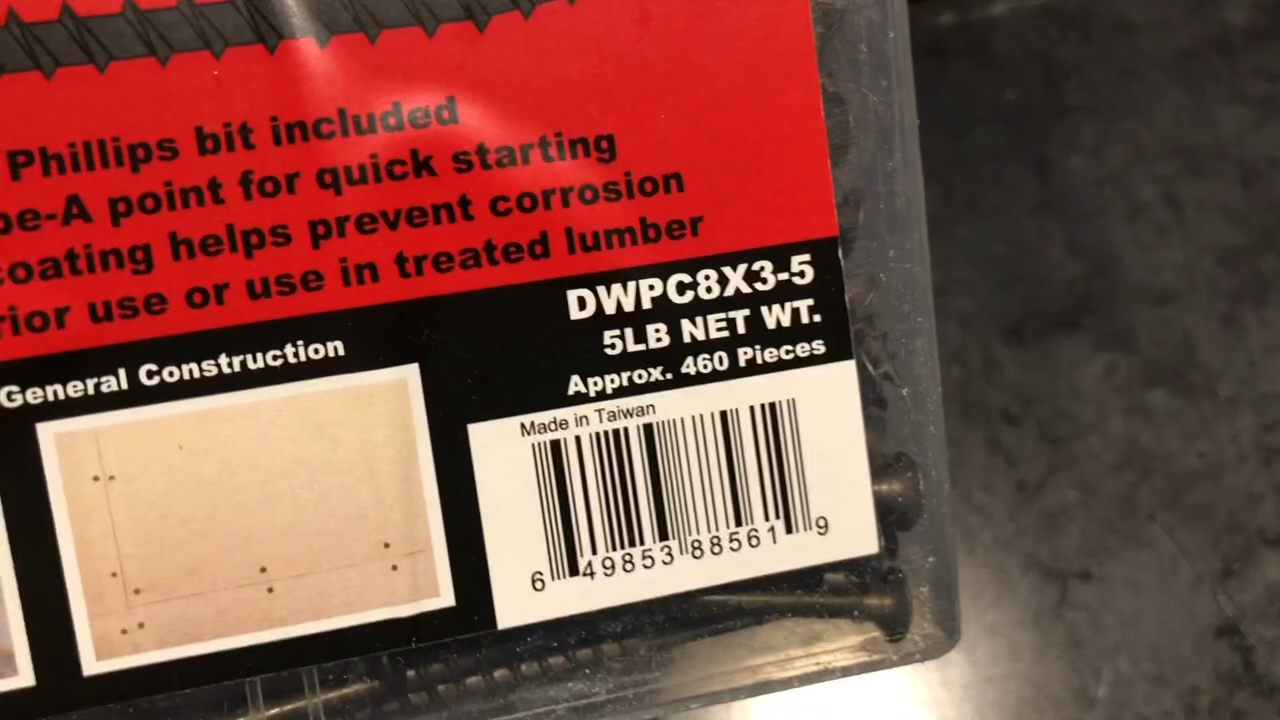 Phillips bit included
pe-A point for quick starting
coating helps prevent corrosion
rior use or use in treated lumber
DWPC8X3-5
5LB NET WT.
Approx. 460 Pieces
General Construction
Made in Taiwan
6 49853 88561 9